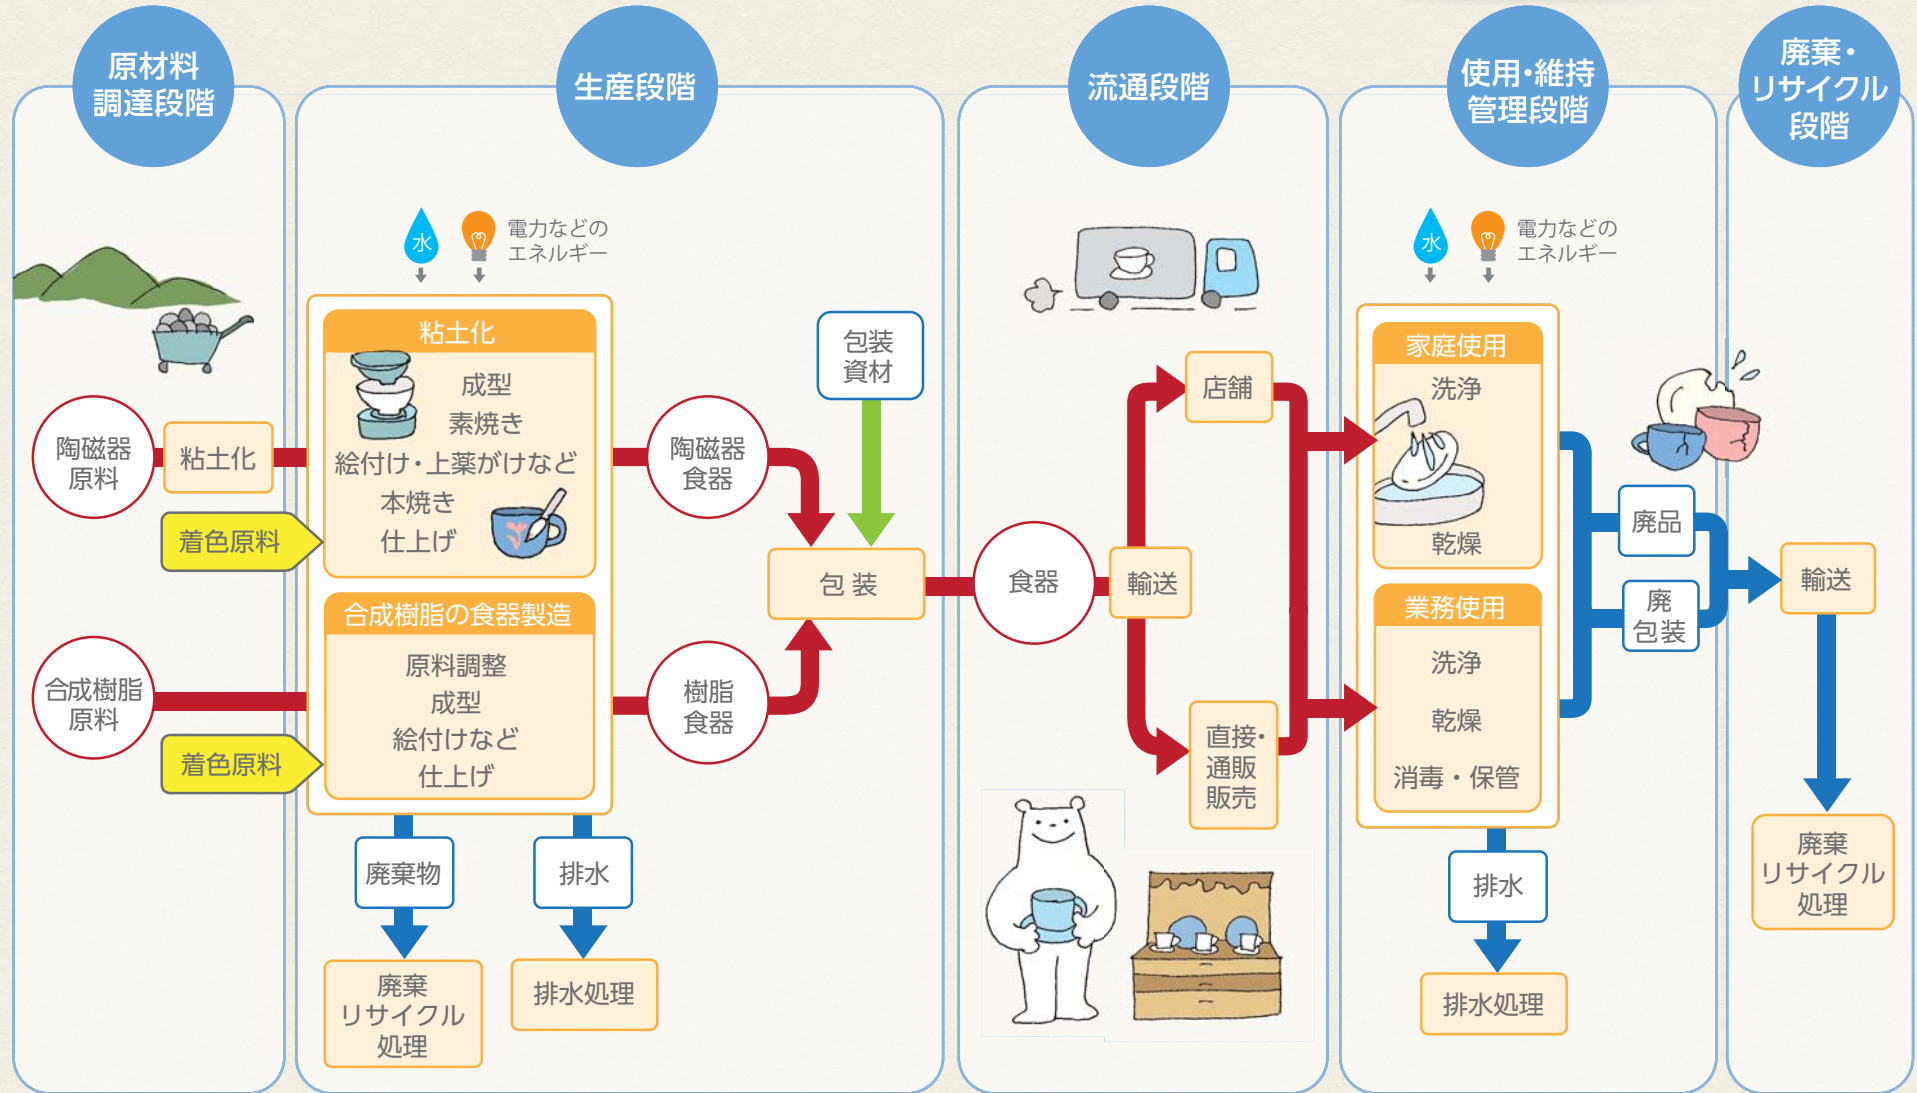 原材料
調達段階
生産段階
流通段階
使用・維持
管理段階
廃棄・
リサイクル
段階
陶磁器
原料
粘土化
着色原料
合成樹脂
原料
着色原料
水
電力などの
エネルギー
粘土化
成型
素焼き
絵付け・上薬がけなど
本焼き
仕上げ
合成樹脂の食器製造
原料調整
成型
絵付けなど
仕上げ
廃棄物
排水
廃棄
リサイクル
処理
排水処理
陶磁器
食器
樹脂
食器
包装
資材
包 装
食器
輸送
店舗
直接・
通販
販売
水
電力などの
エネルギー
家庭使用
洗浄
乾燥
業務使用
洗浄
乾燥
消毒・保管
排水
排水処理
廃品
廃
包装
輸送
廃棄
リサイクル
処理